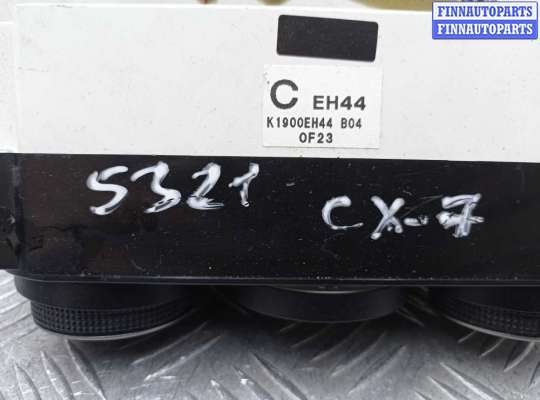 FINNAUTOPARTS
FINNAUTOPARTS
C EH44
K1900EH44 B04
0F23
5321 CX-7